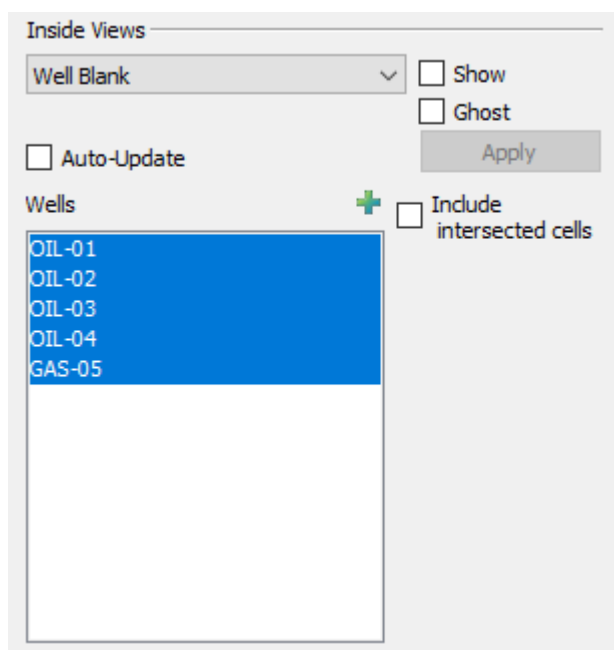 Inside Views
Well Blank
Show
Ghost
Auto-Update
Apply
Wells
Include
intersected cells
OIL-01
OIL-02
OIL-03
OIL-04
GAS-05